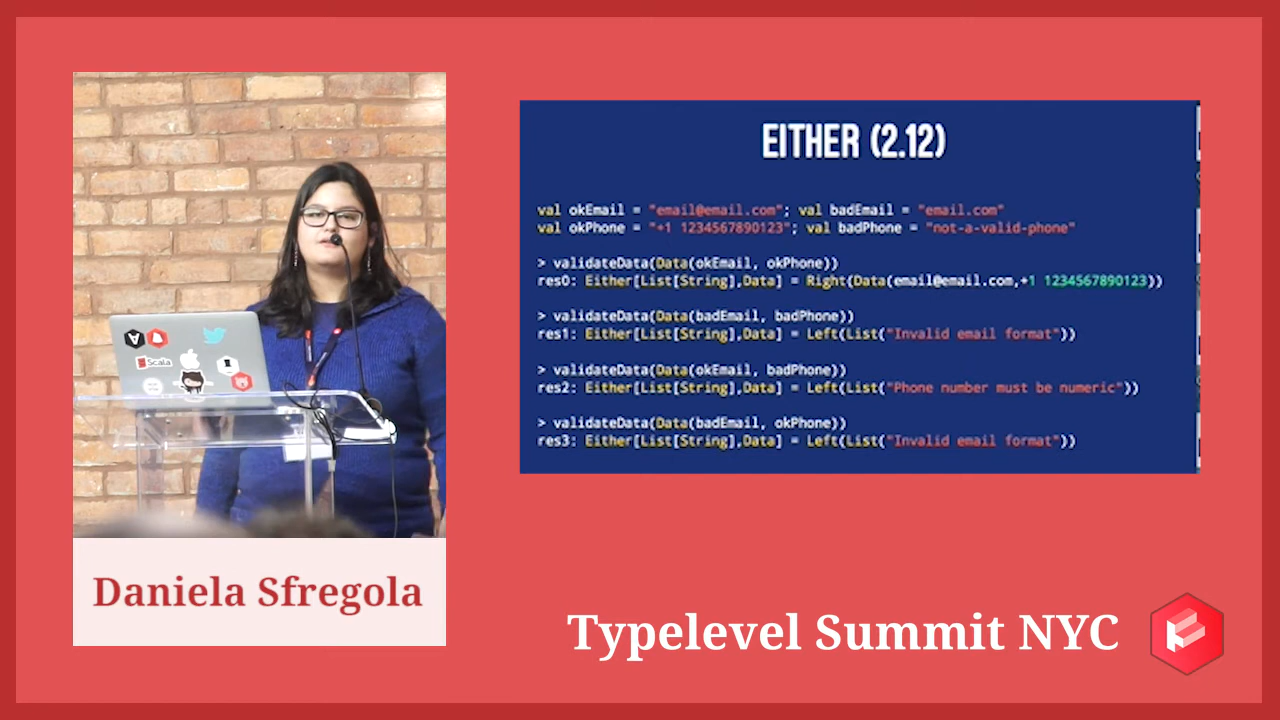 EITHER (2.12)
val okEmail = "email@email.com"; val badEmail = "email.com"
val okPhone = "+1 1234567890123"; val badPhone = "not-a-valid-phone"
> validateData(Data(okEmail, okPhone))
res0: Either[List[String],Data] = Right(Data(email@email.com,+1 1234567890123))
> validateData(Data(badEmail, badPhone))
res1: Either[List[String],Data] = Left(List("Invalid email format"))
> validateData(Data(okEmail, badPhone))
res2: Either[List[String],Data] = Left(List("Phone number must be numeric"))
> validateData(Data(badEmail, okPhone))
res3: Either[List[String],Data] = Left(List("Invalid email format"))
Scala
Daniela Sfregola
Typelevel Summit NYC